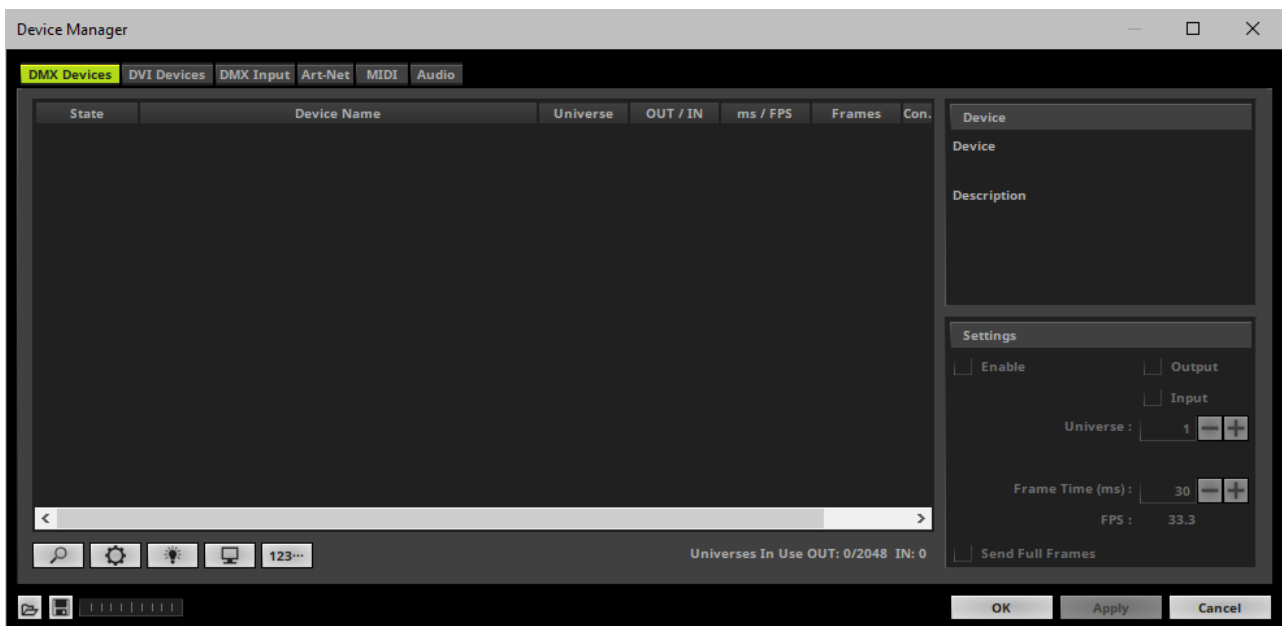 Device Manager
DMX Devices DVI Devices DMX Input Art-Net MIDI Audio
State Device Name Universe OUT / IN ms / FPS Frames Con.
Device
Device
Description
Settings
Enable Output
Input
Universe : 1
Frame Time (ms) : 30
FPS : 33.3
Send Full Frames
123...
Universes In Use OUT: 0/2048 IN: 0
OK Apply Cancel